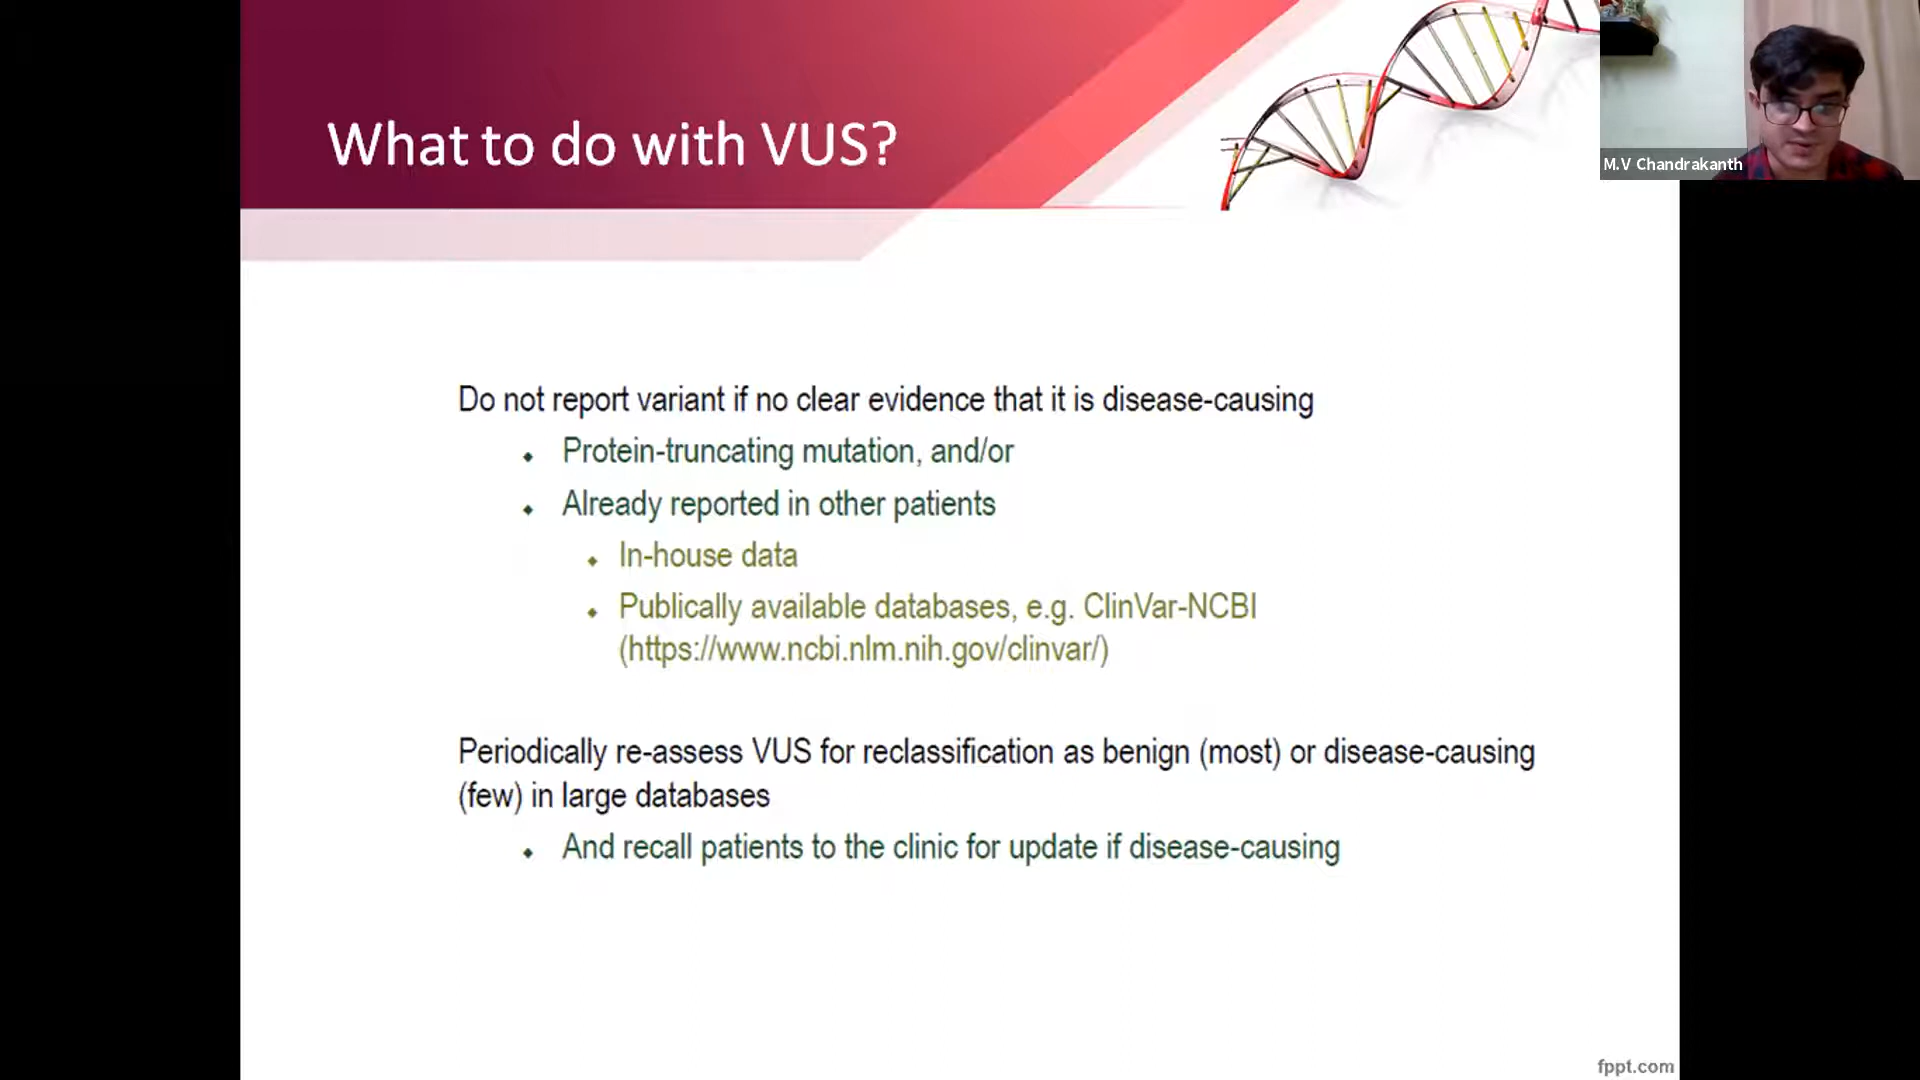 What to do with VUS?
M.V Chandrakanth
Do not report variant if no clear evidence that it is disease-causing
Protein-truncating mutation, and/or
Already reported in other patients
In-house data
Publically available databases, e.g. ClinVar-NCBI
(https://www.ncbi.nlm.nih.gov/clinvar/)
Periodically re-assess VUS for reclassification as benign (most) or disease-causing
(few) in large databases
And recall patients to the clinic for update if disease-causing
fppt.com